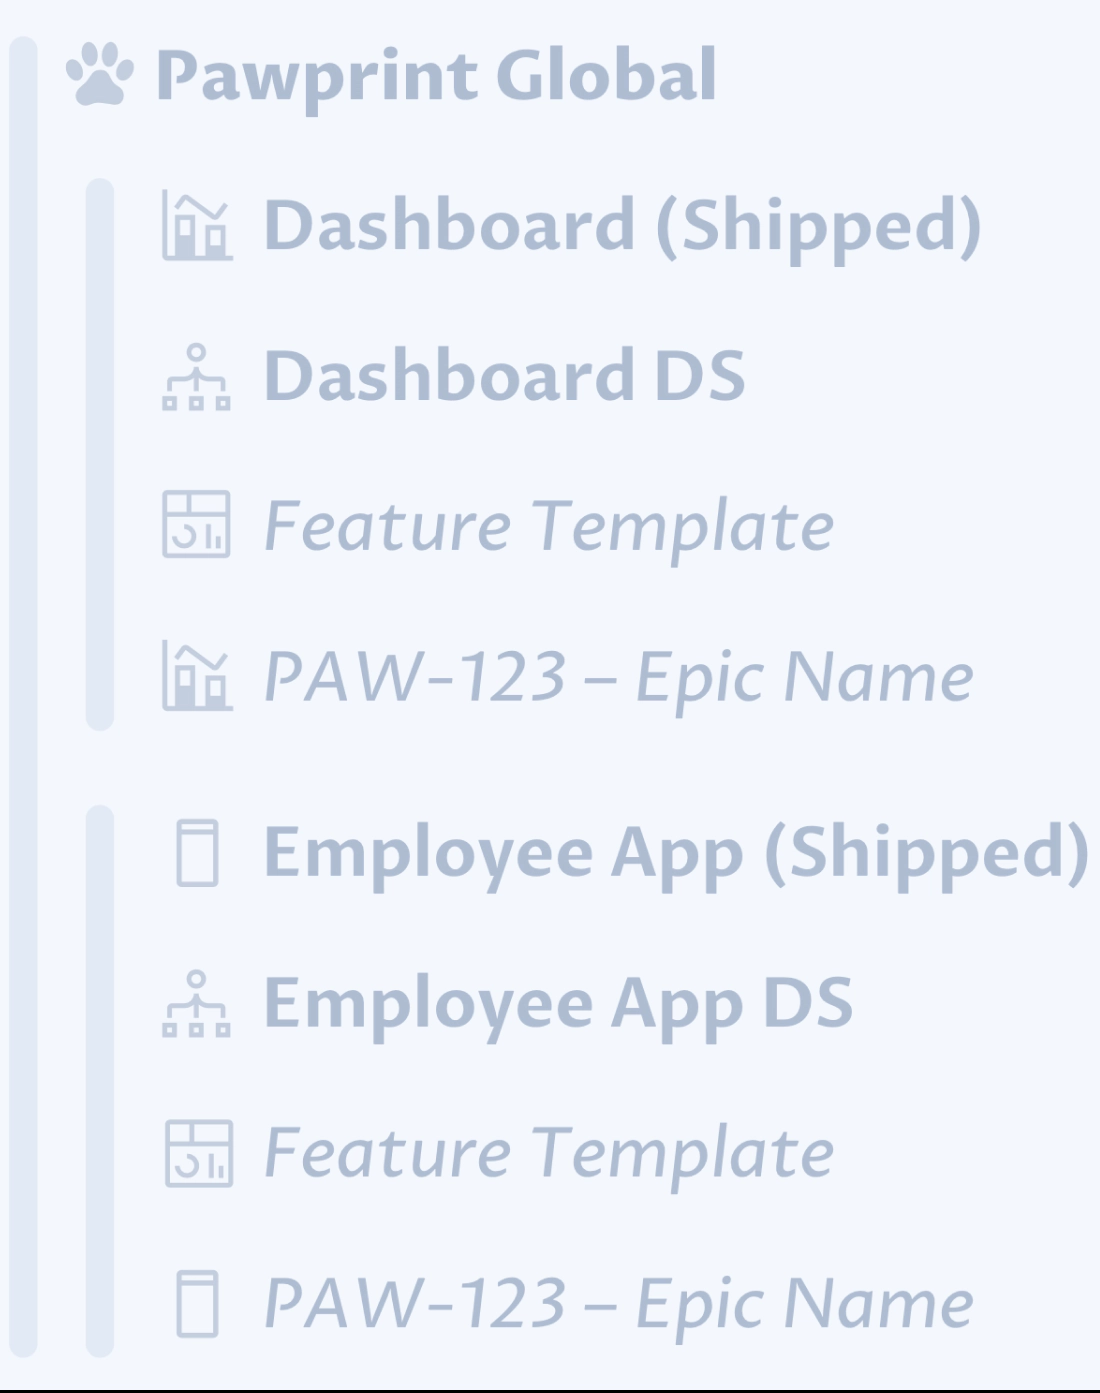 Pawprint Global
Dashboard (Shipped)
Dashboard DS
Feature Template
PAW-123 – Epic Name
Employee App (Shipped)
Employee App DS
Feature Template
PAW-123 – Epic Name